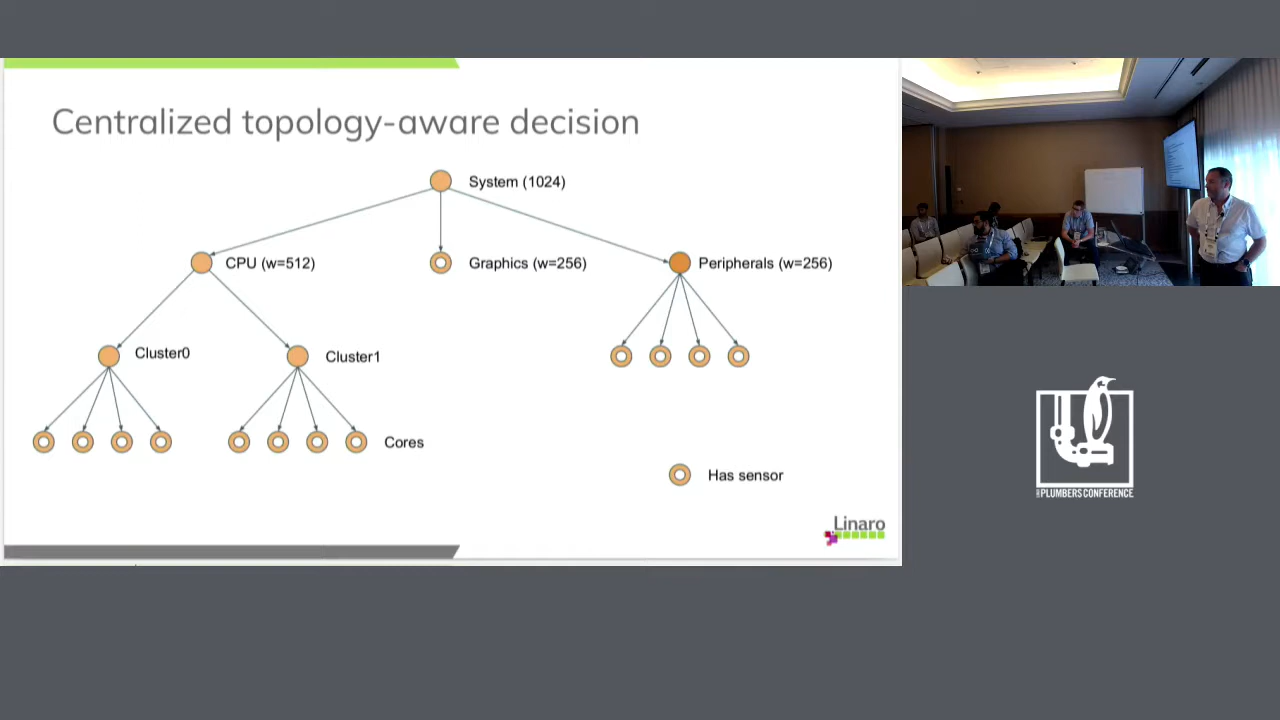 Centralized topology-aware decision
System (1024)
CPU (w=512)
Graphics (w=256)
Peripherals (w=256)
Cluster0
Cluster1
Cores
Has sensor
Linaro
PLUMBERS CONFERENCE